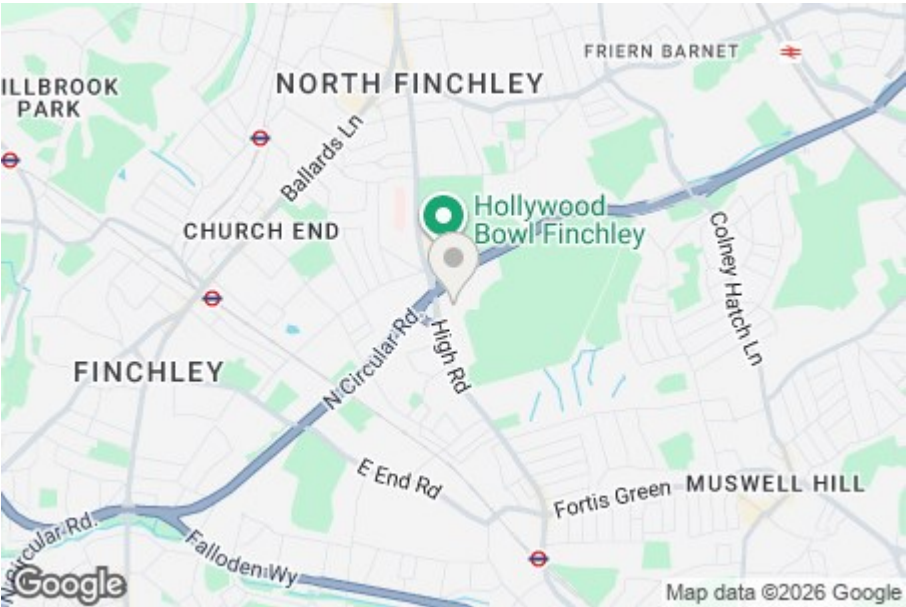 FRIERN BARNET
NORTH FINCHLEY
ILLBROOK
PARK
Ballards Ln
Hollywood
Bowl Finchley
CHURCH END
Colney Hatch Ln
N Circular Rd.
High Rd
FINCHLEY
E End Rd
Fortis Green
MUSWELL HILL
Circular Rd.
Falloden Wy
Google
Map data ©2026 Google